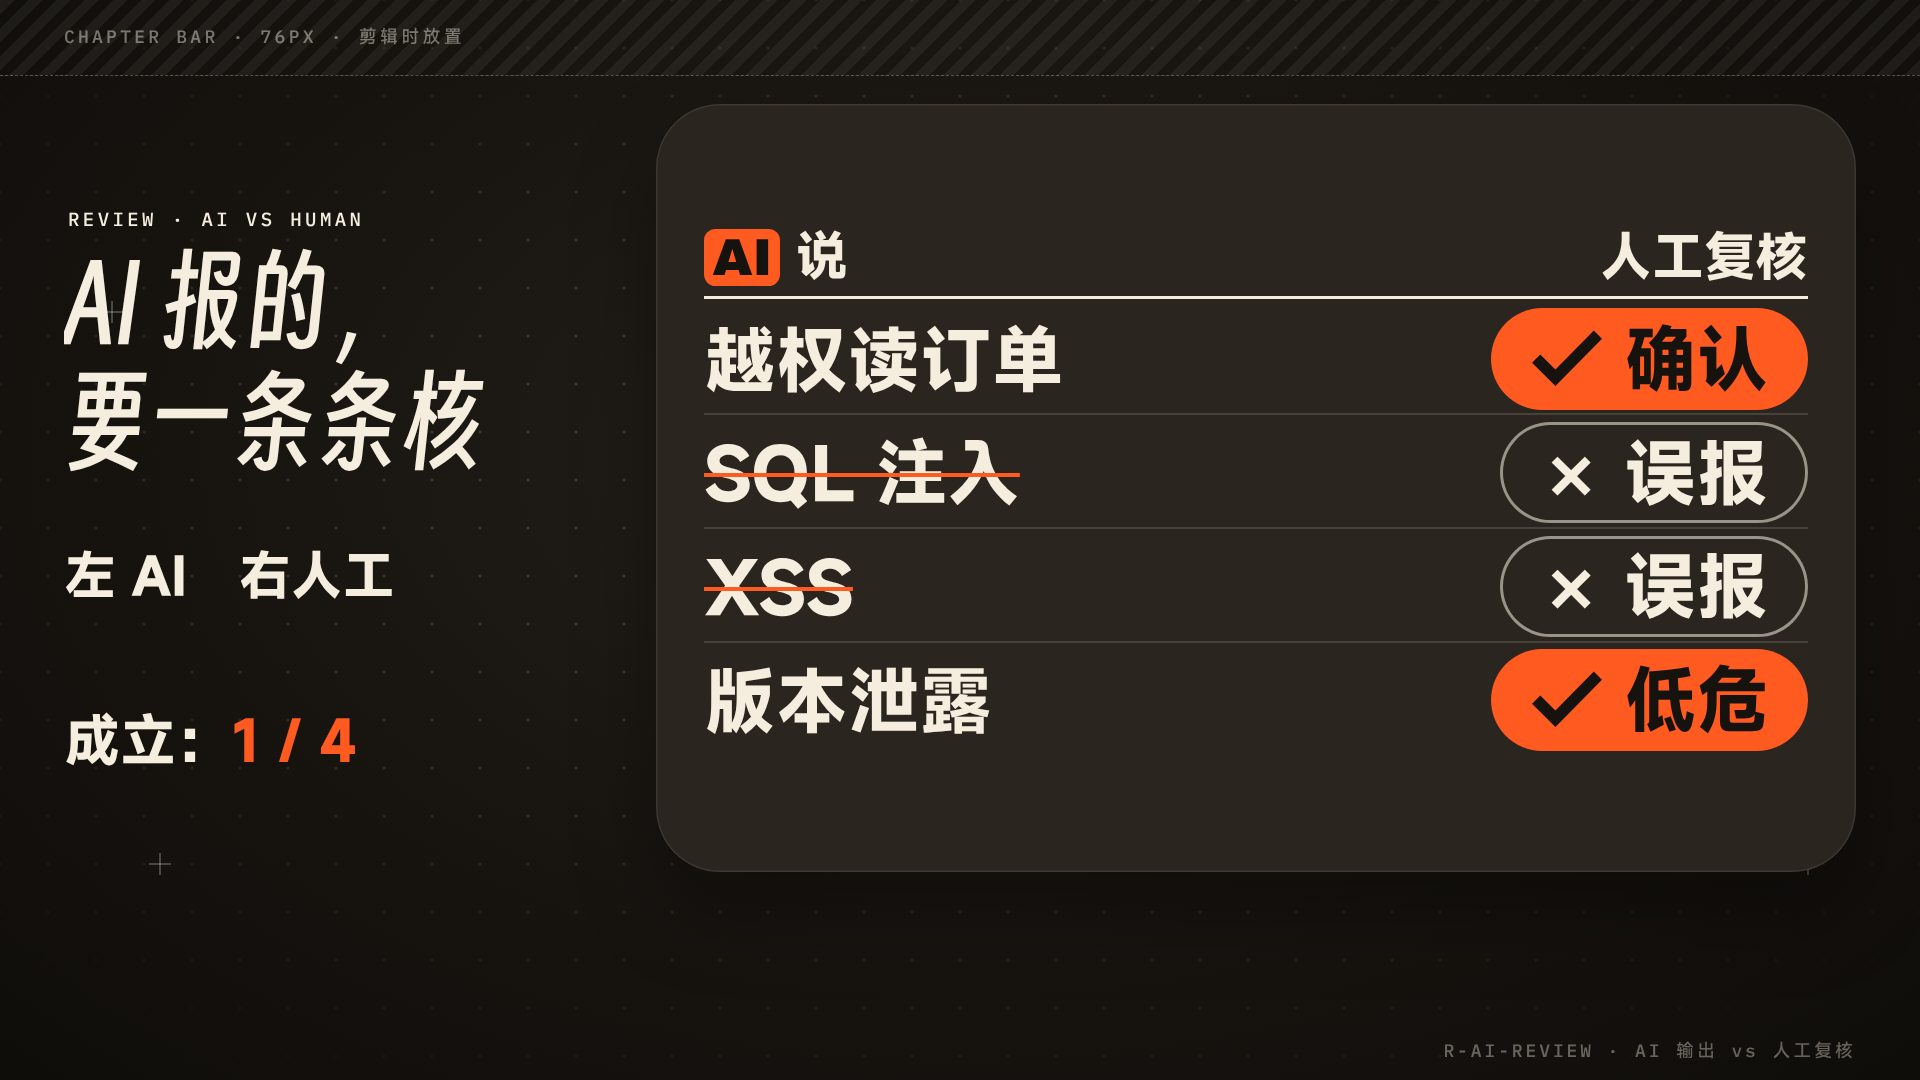 CHAPTER BAR · 76PX · 剪辑时放置
REVIEW · AI VS HUMAN
AI 报的，
要一条条核
左 AI 右人工
成立：1 / 4
AI 说 人工复核
越权读订单 ✓ 确认
SQL 注入 × 误报
XSS × 误报
版本泄露 ✓ 低危
R-AI-REVIEW · AI 输出 vs 人工复核